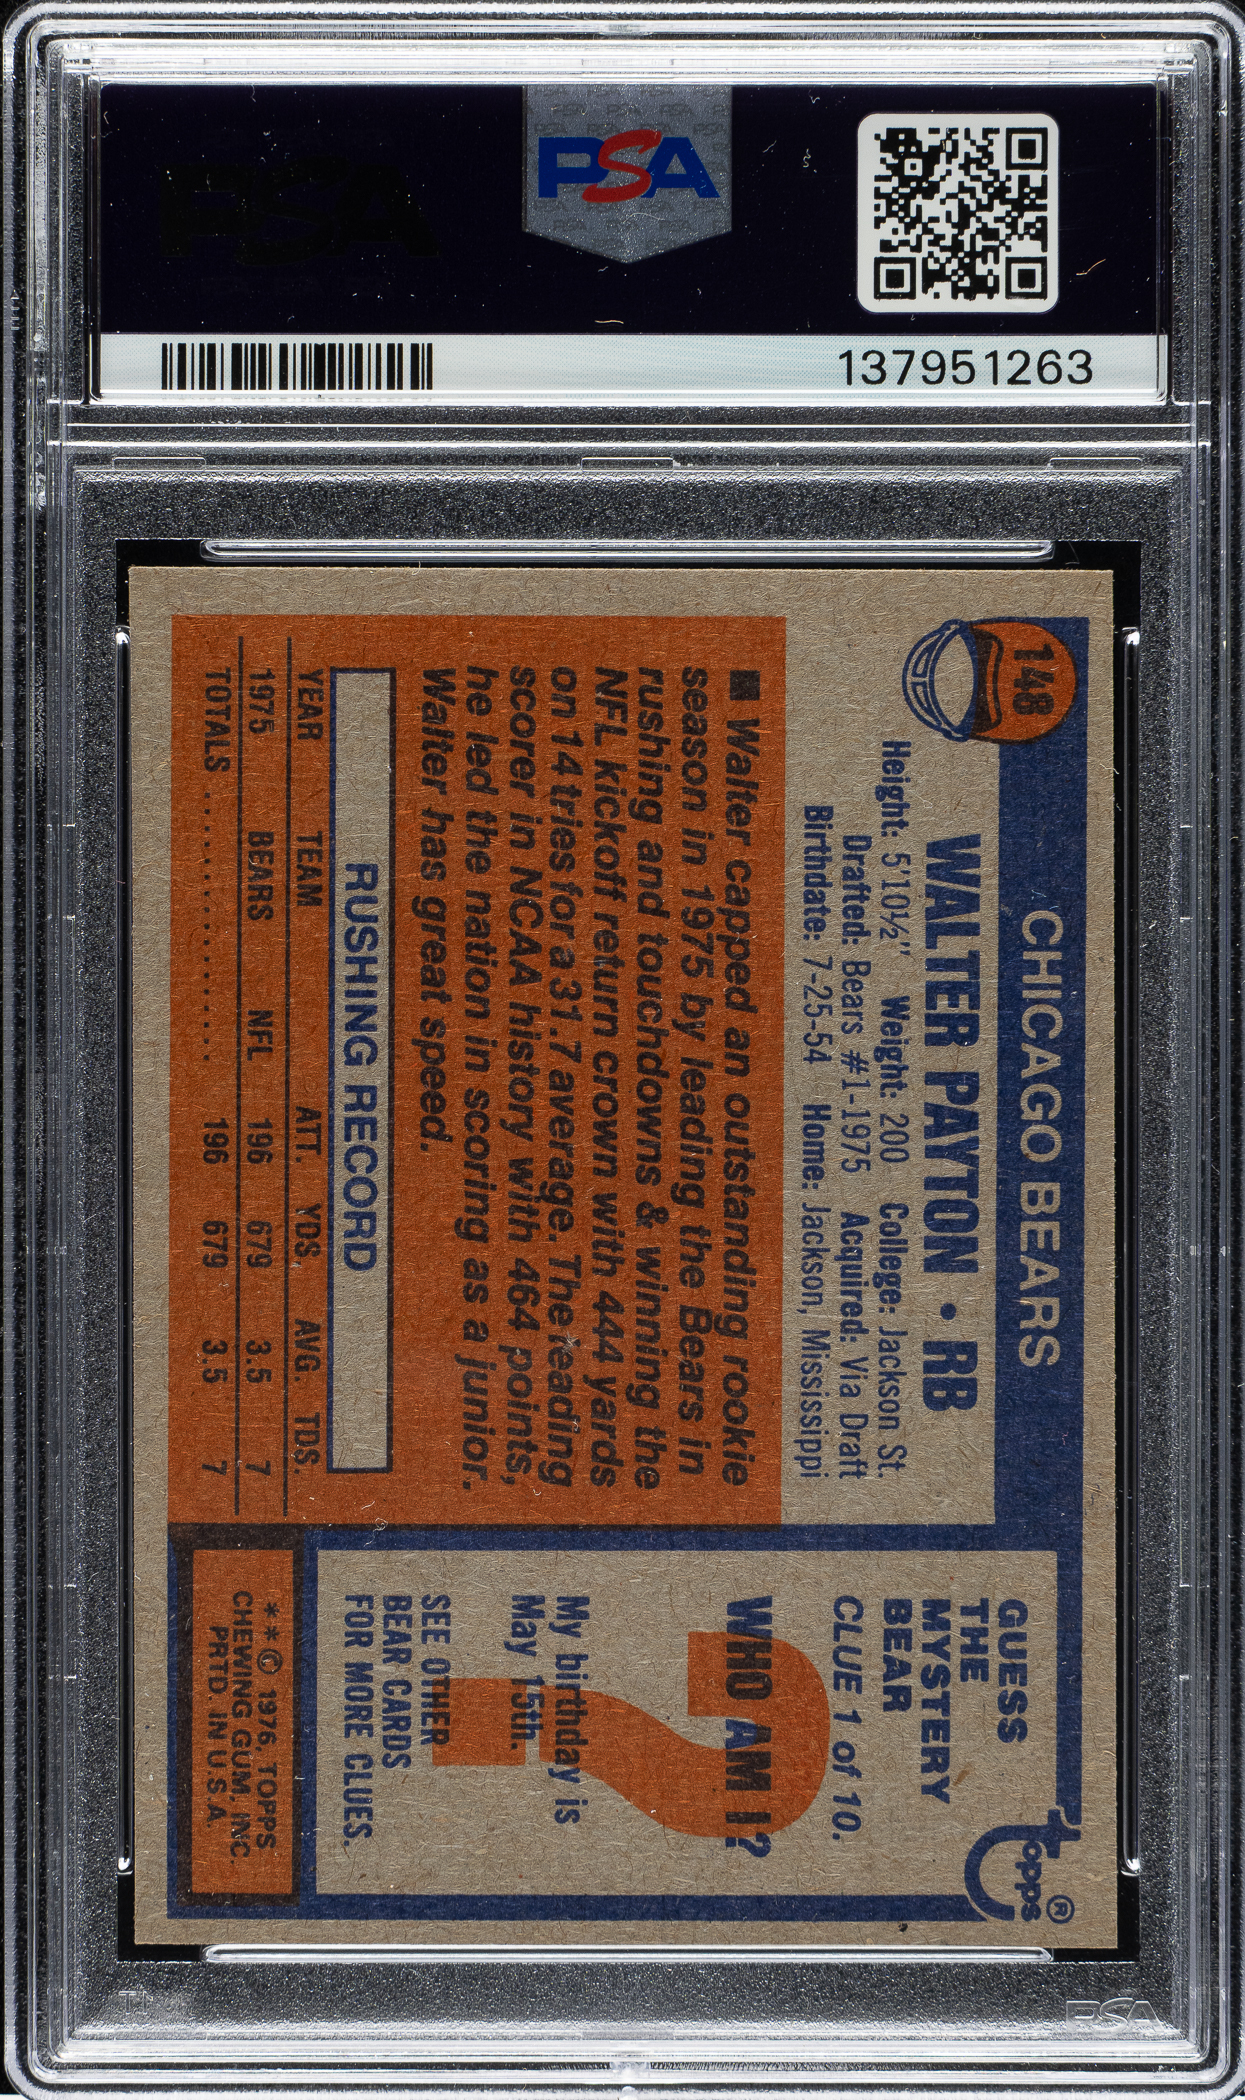 PSA
137951263
148
CHICAGO BEARS
WALTER PAYTON • RB
Height: 5'10½" Weight: 200 College: Jackson St.
Drafted: Bears #1-1975 Acquired: Via Draft
Birthdate: 7-25-54 Home: Jackson, Mississippi
■ Walter capped an outstanding rookie
season in 1975 by leading the Bears in
rushing and touchdowns & winning the
NFL kickoff return crown with 444 yards
on 14 tries for a 31.7 average. The leading
scorer in NCAA history with 464 points,
he led the nation in scoring as a junior.
Walter has great speed.
RUSHING RECORD
YEAR TEAM ATT. YDS. AVG. TDS.
1975 BEARS NFL 196 679 3.5 7
TOTALS .................... 196 679 3.5 7
topps®
GUESS
THE
MYSTERY
BEAR
CLUE 1 of 10.
WHO AM I?
My birthday is
May 15th.
SEE OTHER
BEAR CARDS
FOR MORE CLUES.
**© 1976, TOPPS
CHEWING GUM, INC.
PRTD. IN U.S.A.
PSA